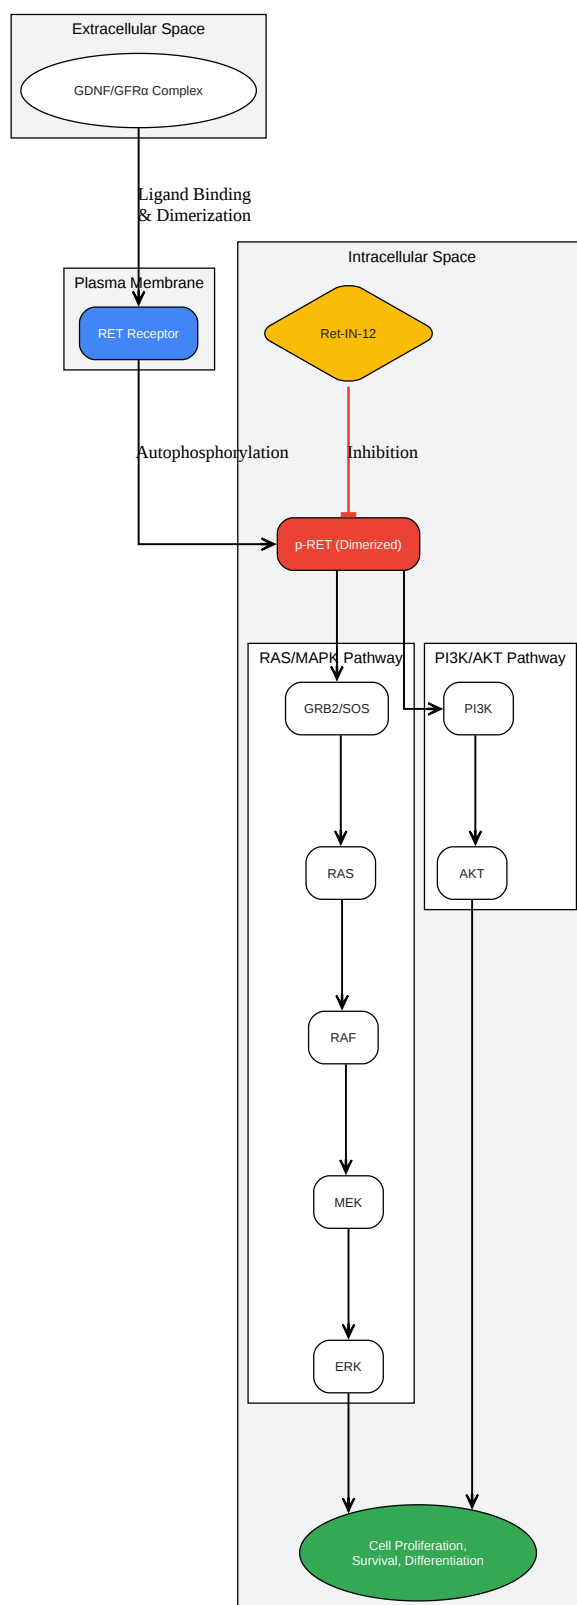 Extracellular Space
GDNF/GFRα Complex
Ligand Binding
& Dimerization
Intracellular Space
Plasma Membrane
RET Receptor
Ret-IN-12
Autophosphorylation
Inhibition
p-RET (Dimerized)
RAS/MAPK Pathway
PI3K/AKT Pathway
GRB2/SOS
PI3K
RAS
AKT
RAF
MEK
ERK
Cell Proliferation,
Survival, Differentiation